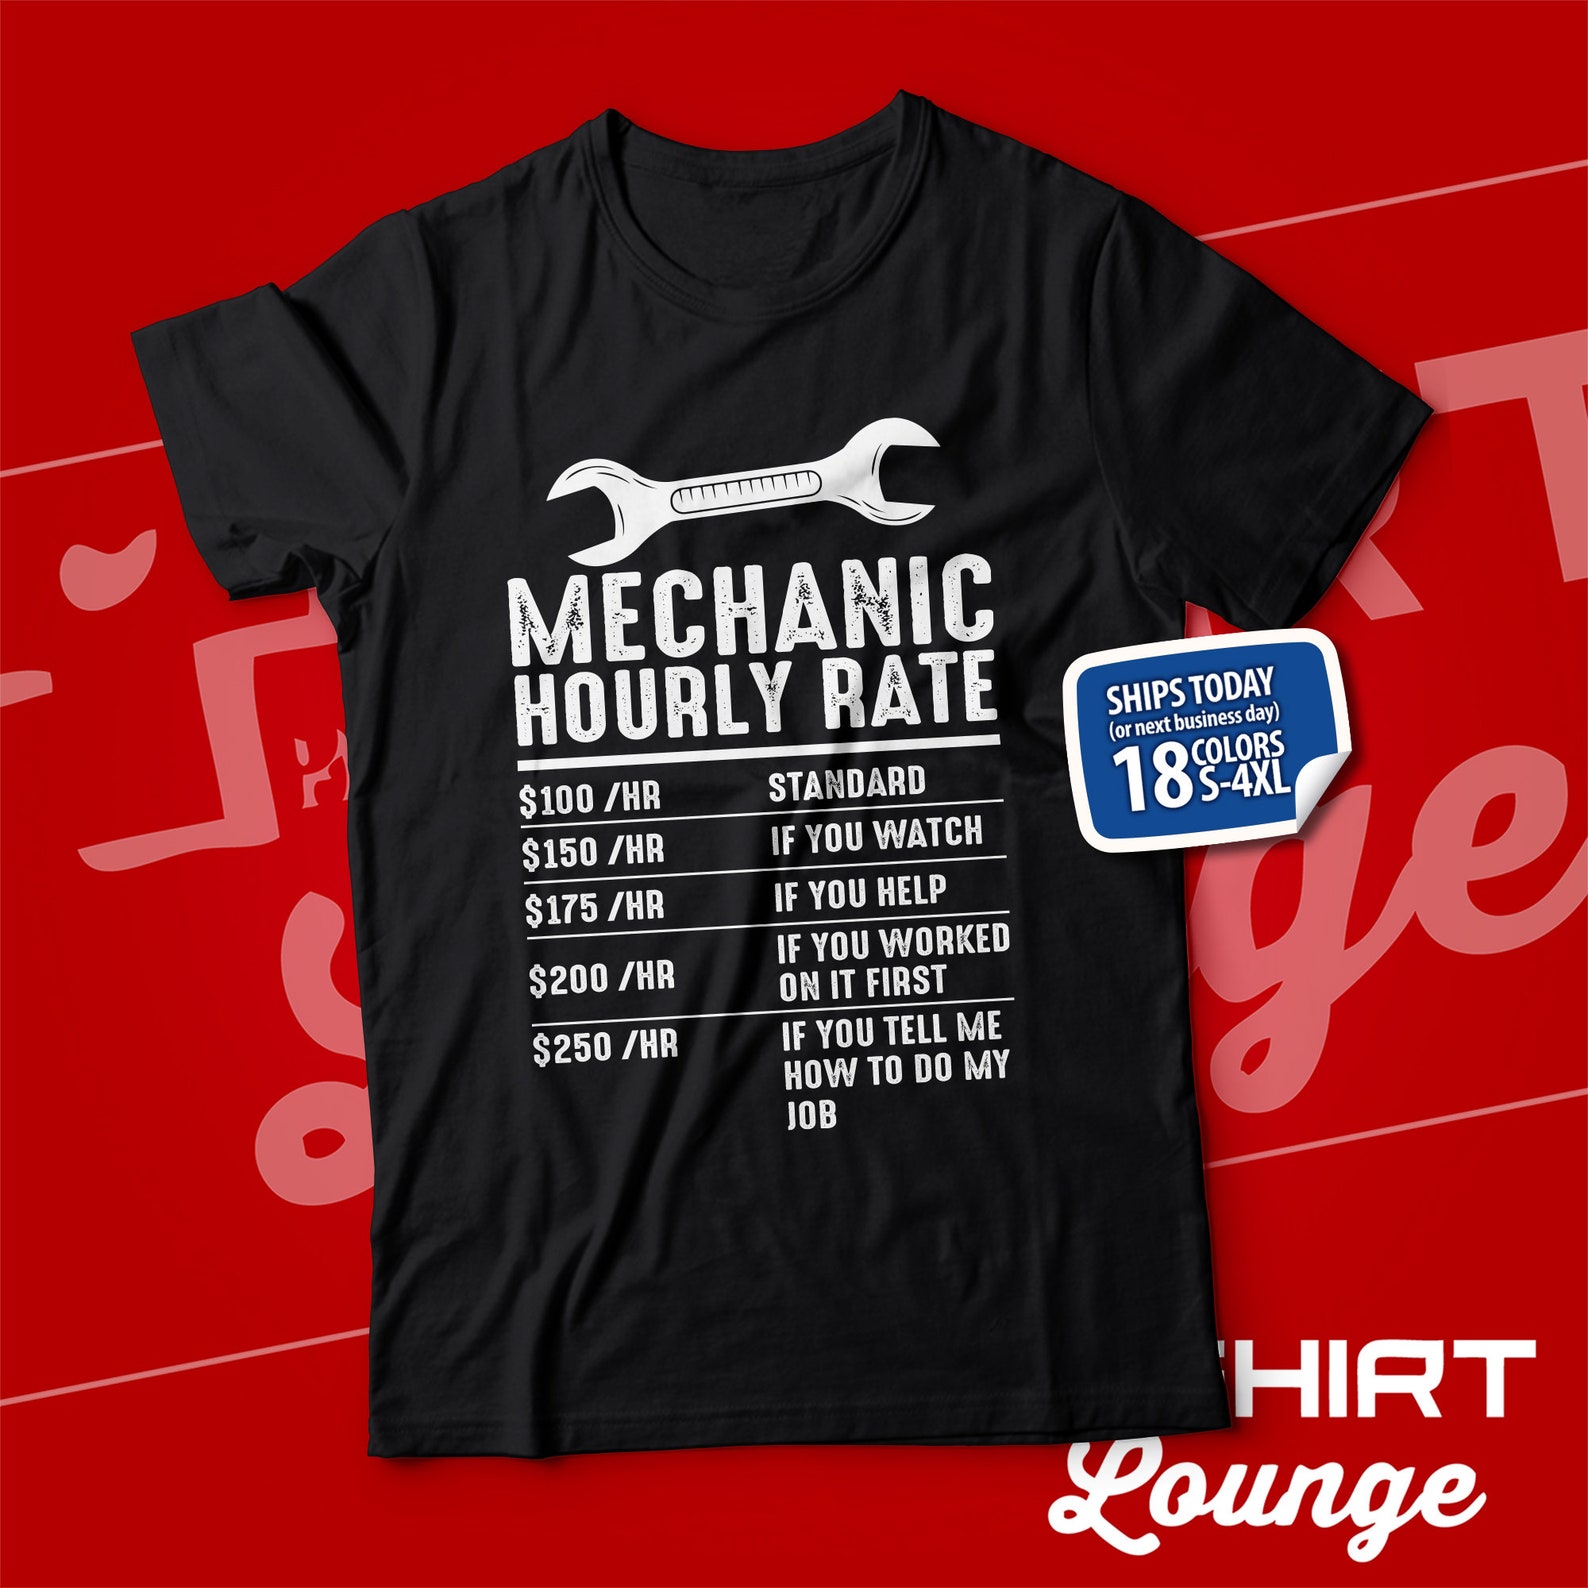 MECHANIC
HOURLY RATE
$100 /HR STANDARD
$150 /HR IF YOU WATCH
$175 /HR IF YOU HELP
$200 /HR IF YOU WORKED
ON IT FIRST
$250 /HR IF YOU TELL ME
HOW TO DO MY
JOB
SHIPS TODAY
(or next business day)
18 COLORS
S-4XL
HIRT
Lounge